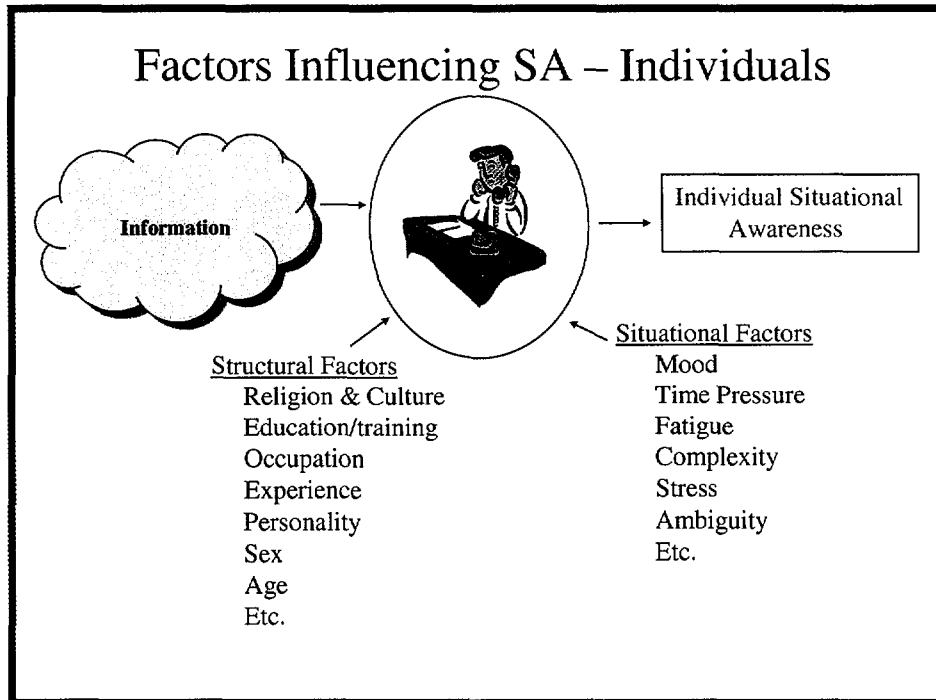 Factors Influencing SA – Individuals
Information
Individual Situational
Awareness
Structural Factors
Religion & Culture
Education/training
Occupation
Experience
Personality
Sex
Age
Etc.
Situational Factors
Mood
Time Pressure
Fatigue
Complexity
Stress
Ambiguity
Etc.